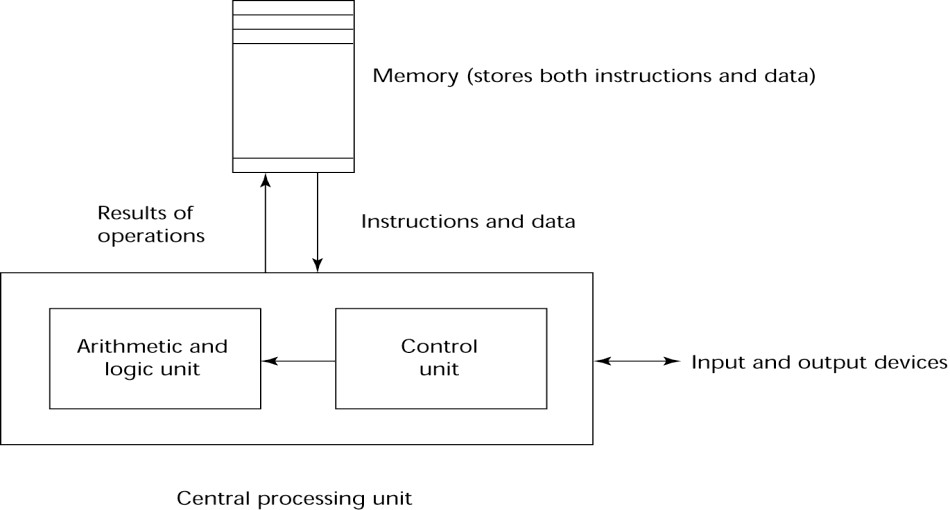 Memory (stores both instructions and data)
Results of
operations
Instructions and data
Arithmetic and
logic unit
Control
unit
Input and output devices
Central processing unit